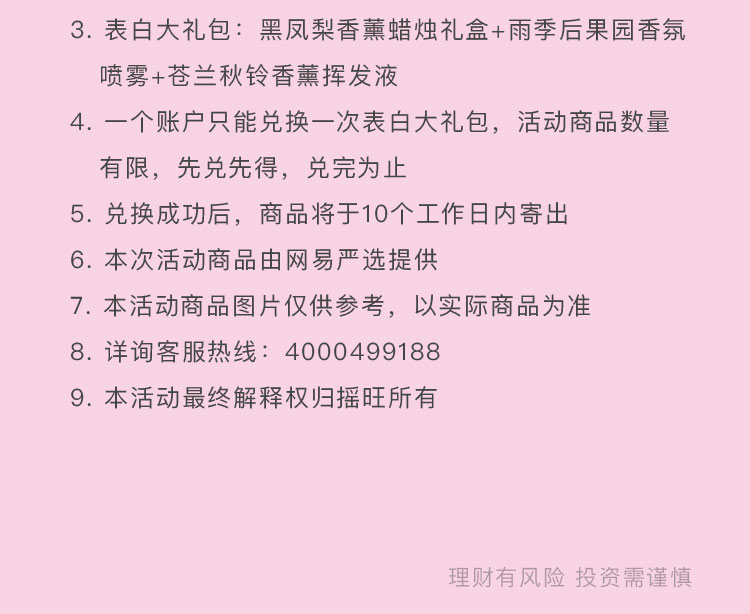 3. 表白大礼包：黑凤梨香薰蜡烛礼盒+雨季后果园香氛
喷雾+苍兰秋铃香薰挥发液
4. 一个账户只能兑换一次表白大礼包，活动商品数量
有限，先兑先得，兑完为止
5. 兑换成功后，商品将于10个工作日内寄出
6. 本次活动商品由网易严选提供
7. 本活动商品图片仅供参考，以实际商品为准
8. 详询客服热线：4000499188
9. 本活动最终解释权归摇旺所有
理财有风险 投资需谨慎